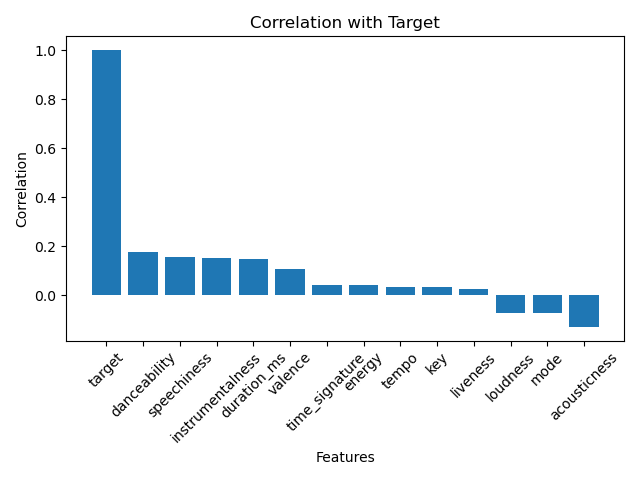 Correlation with Target
Correlation
1.0
0.8
0.6
0.4
0.2
0.0
target
danceability
speechiness
instrumentalness
duration_ms
valence
time_signature
energy
tempo
key
liveness
loudness
mode
acousticness
Features